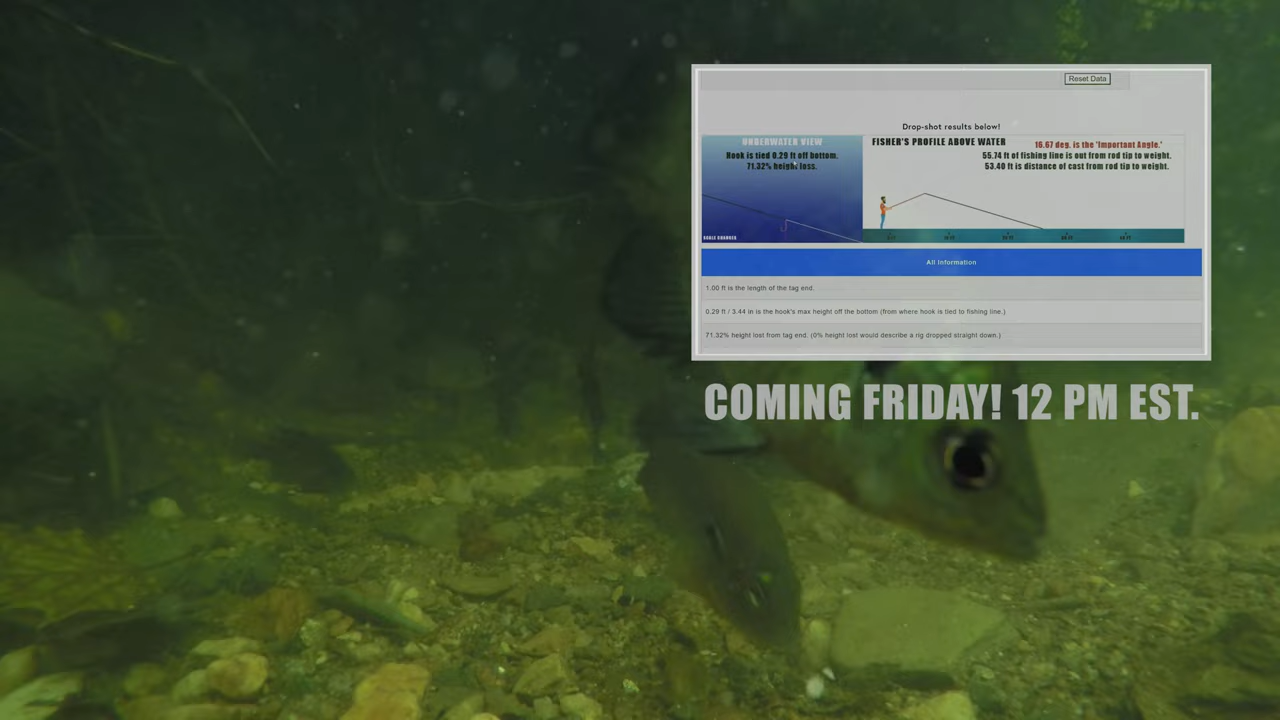 Reset Data
Drop-shot results below!
UNDERWATER VIEW
Hook is tied 0.29 ft off bottom.
71.32% height loss.
FISHER'S PROFILE ABOVE WATER
16.67 deg. is the 'Important Angle.'
55.74 ft of fishing line is out from rod tip to weight.
53.40 ft is distance of cast from rod tip to weight.
All Information
1.00 ft is the length of the tag end.
0.29 ft / 3.44 in is the hook's max height off the bottom (from where hook is tied to fishing line.)
71.32% height lost from tag end. (0% height lost would describe a rig dropped straight down.)
COMING FRIDAY! 12 PM EST.